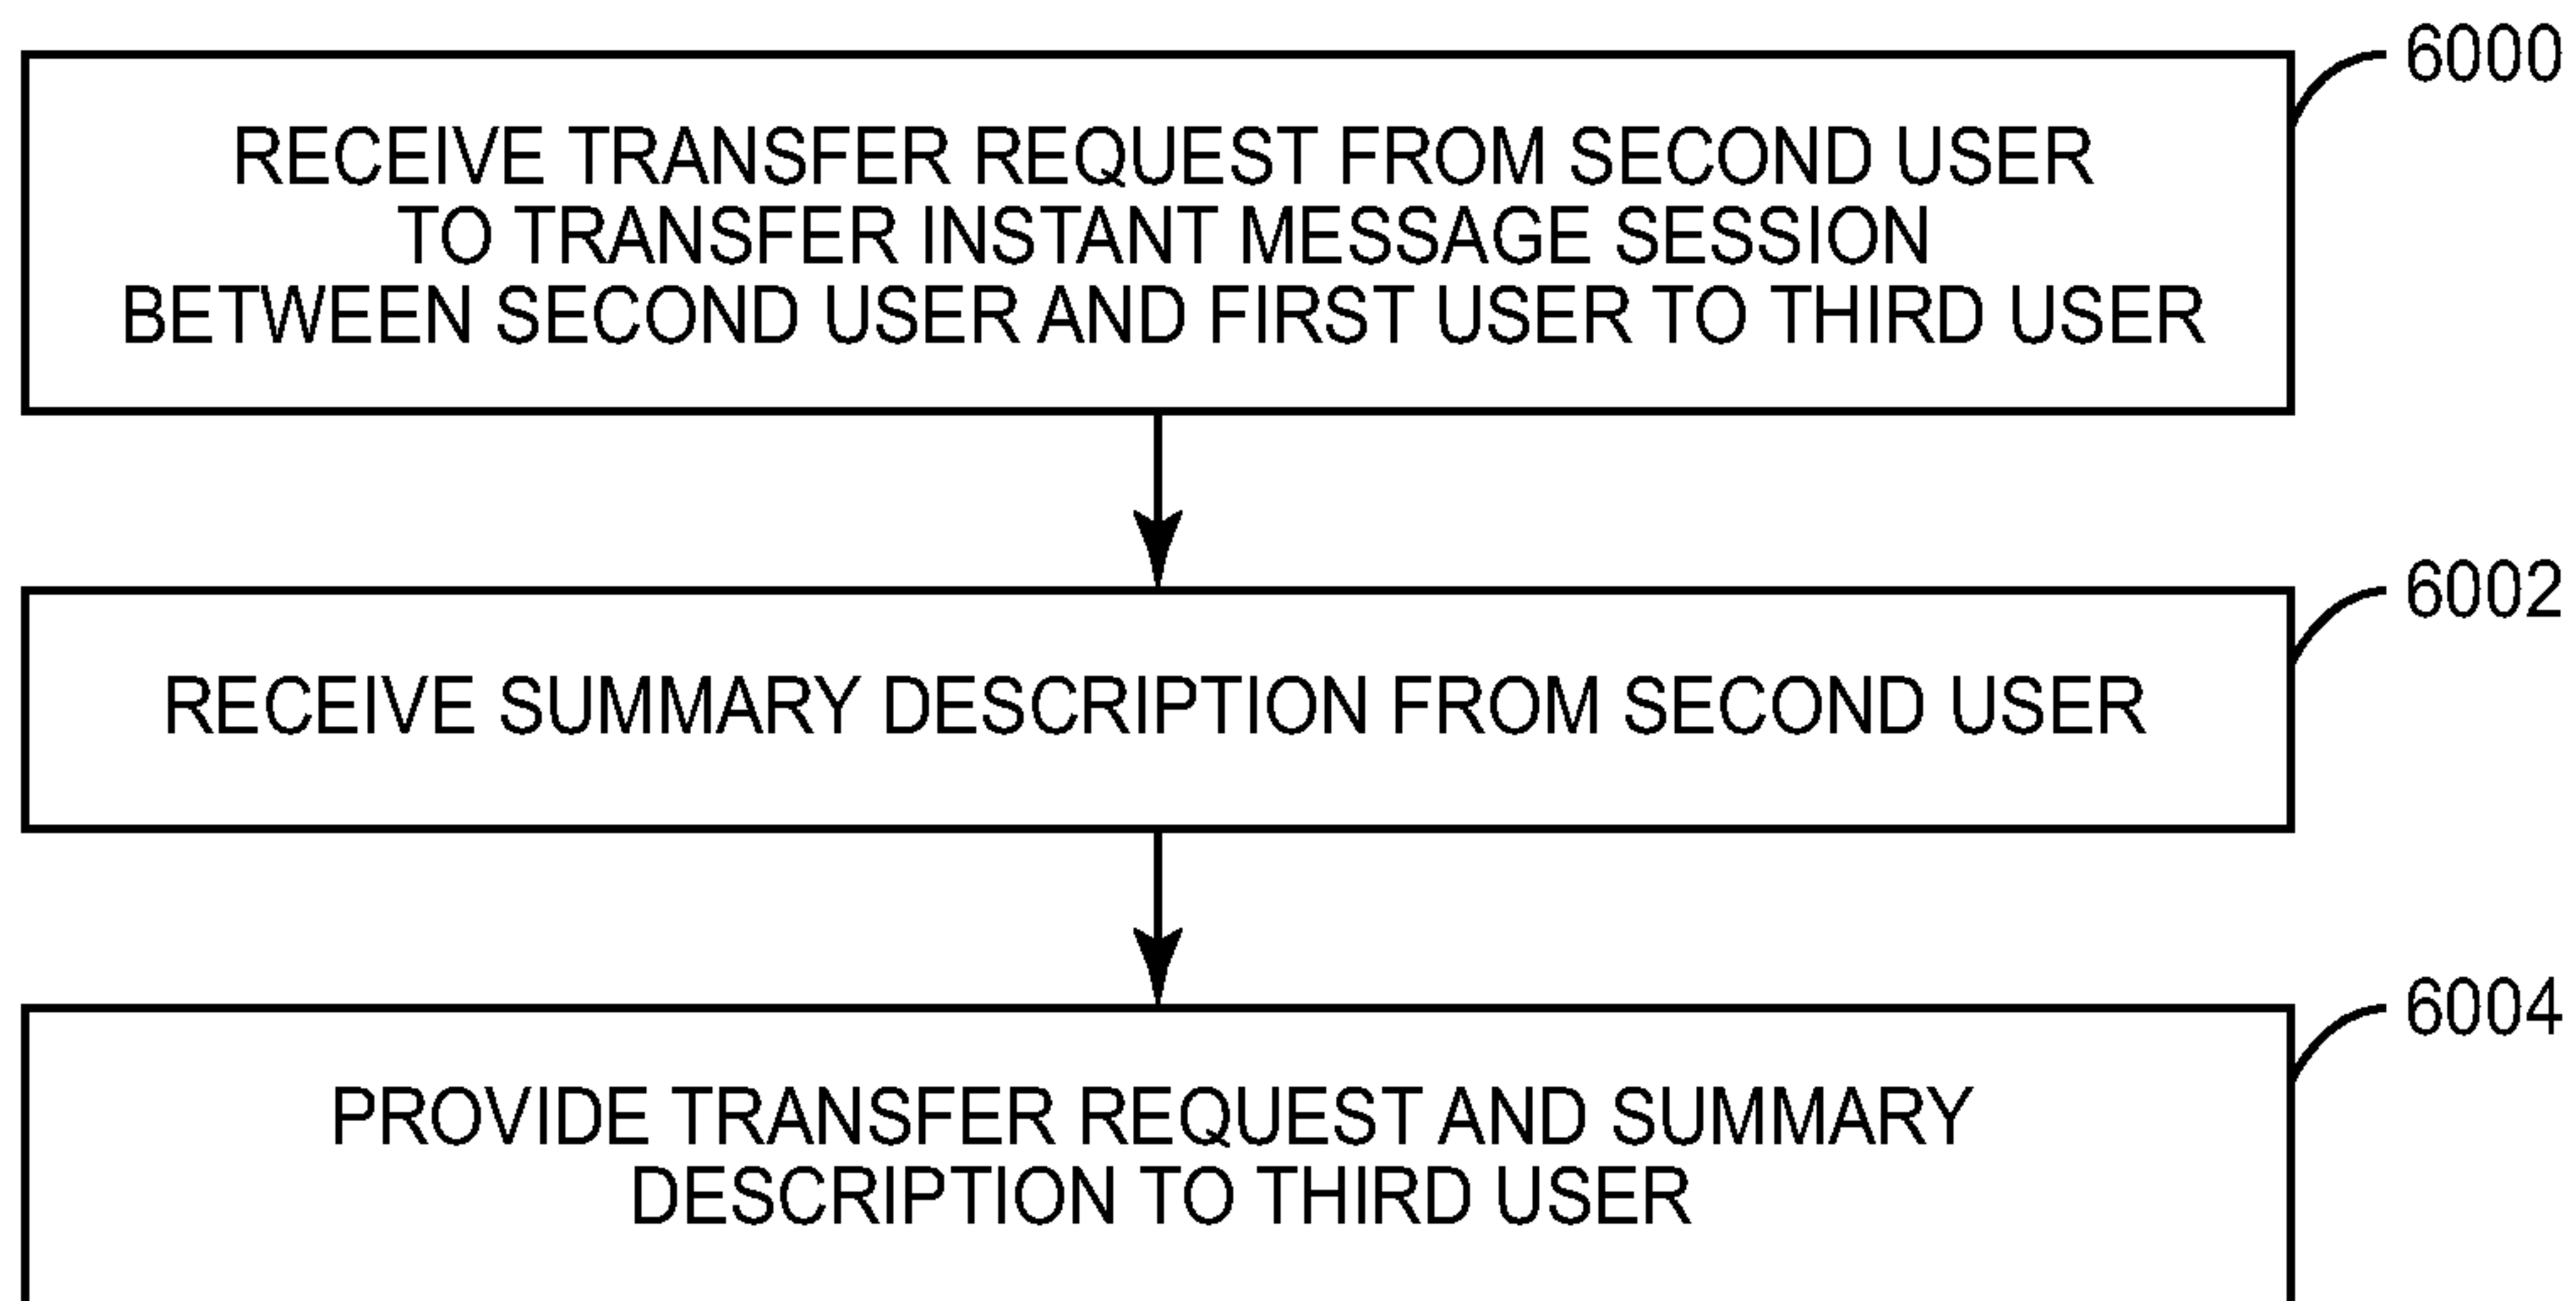 6000
RECEIVE TRANSFER REQUEST FROM SECOND USER
TO TRANSFER INSTANT MESSAGE SESSION
BETWEEN SECOND USER AND FIRST USER TO THIRD USER
6002
RECEIVE SUMMARY DESCRIPTION FROM SECOND USER
6004
PROVIDE TRANSFER REQUEST AND SUMMARY
DESCRIPTION TO THIRD USER